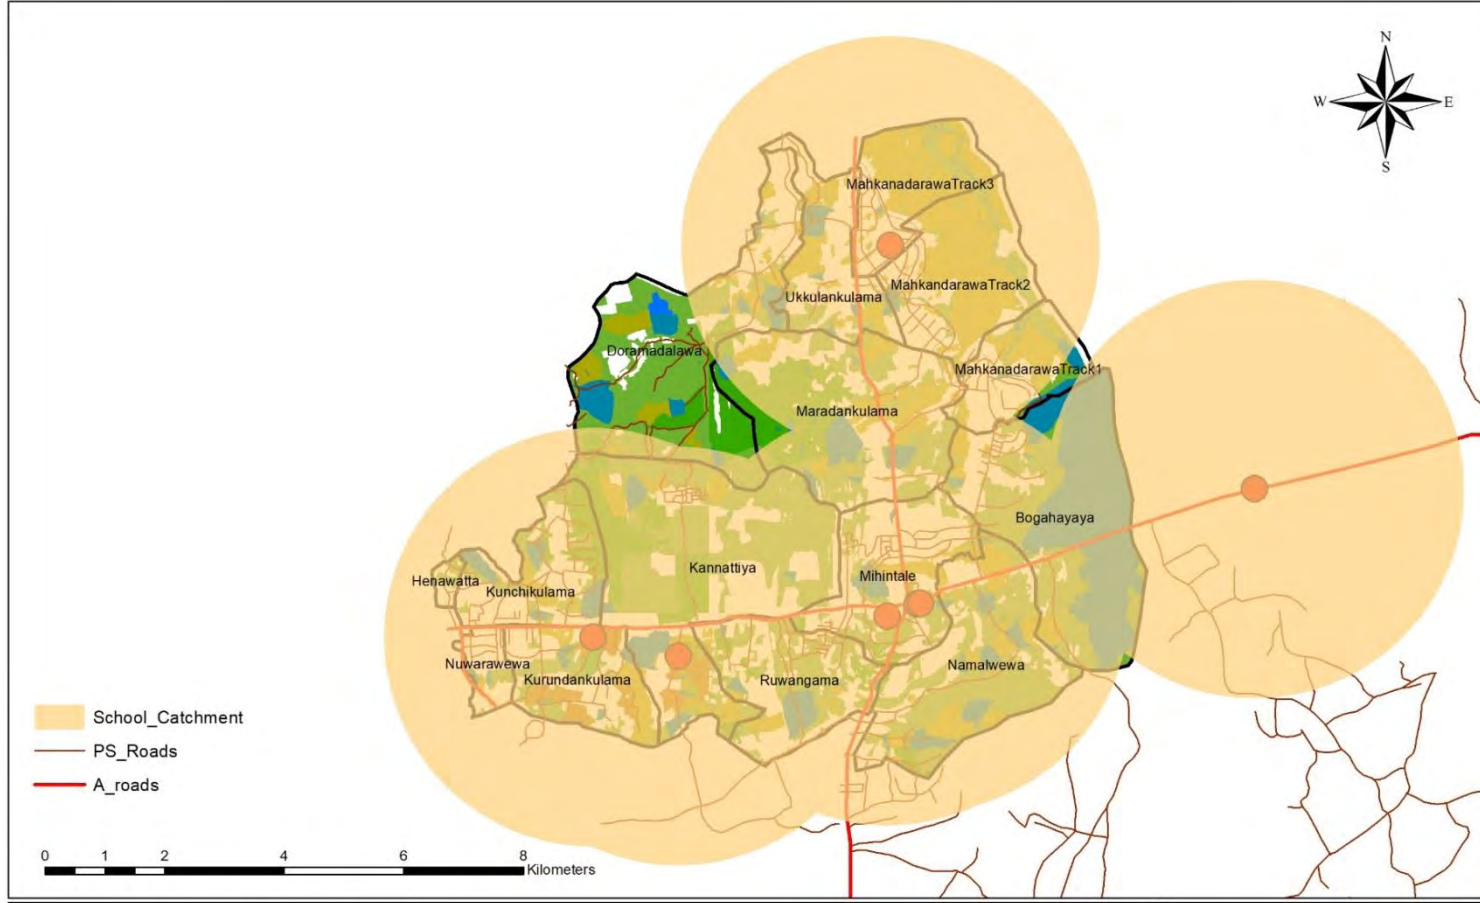 N
W E
S
MahkanadarawaTrack3
MahkandarawaTrack2
Ukkulankulama
Doramadalawa
MahkanadarawaTrack1
Maradankulama
Bogahayaya
Kannattiya
Mihintale
Henawatta
Kunchikulama
Nuwarawewa
Kurundankulama
Ruwangama
Namalwewa
School_Catchment
PS_Roads
A_roads
0 1 2 4 6 8
Kilometers